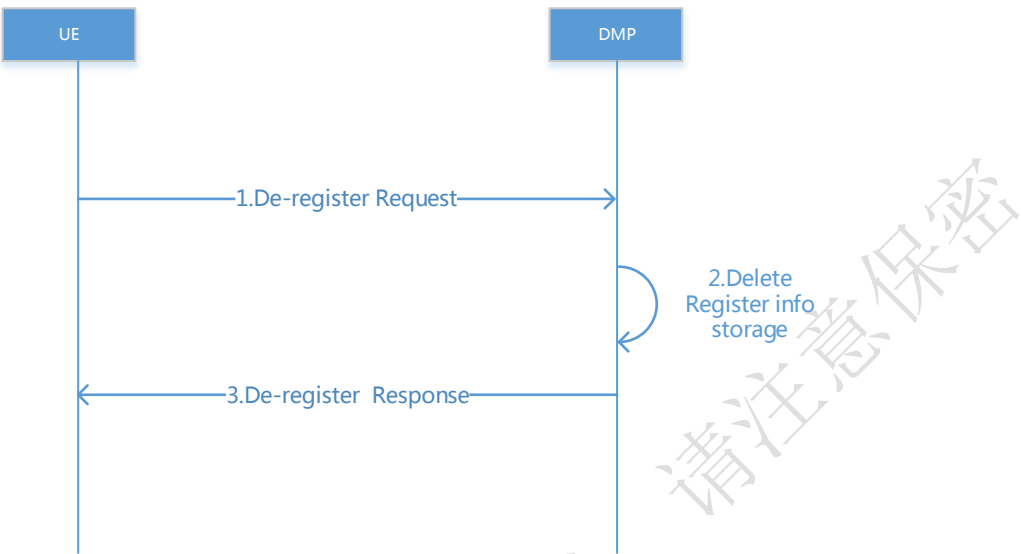 UE
DMP
1.De-register Request
2.Delete
Register info
storage
3.De-register  Response
请注意保密